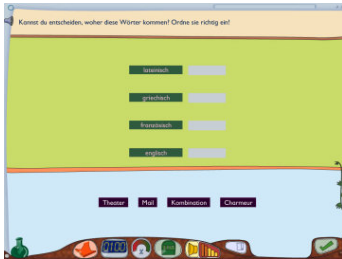 Kannst du entscheiden, woher diese Wörter kommen? Ordne sie richtig ein!
lateinisch
griechisch
französisch
englisch
Theater Mail Kombination Charmeur